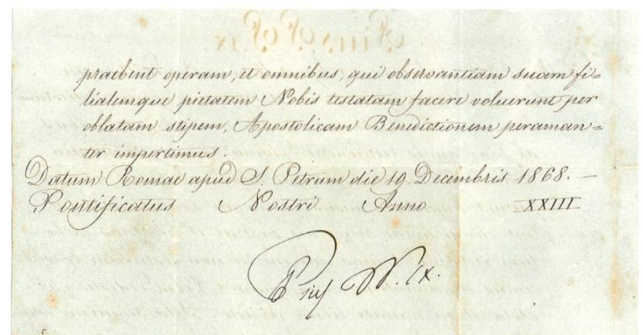 praebent operam, et omnibus, qui observantiam suam fi=
lialemque pietatem Nobis testatam facere voluerunt per
oblatam stipem, Apostolicam Benedictionem peraman=
ter impertimus.
Datum Romae apud S. Petrum die 19 Decembris 1868.—
Pontificatus Nostri Anno XXIII
Pius PP. IX.